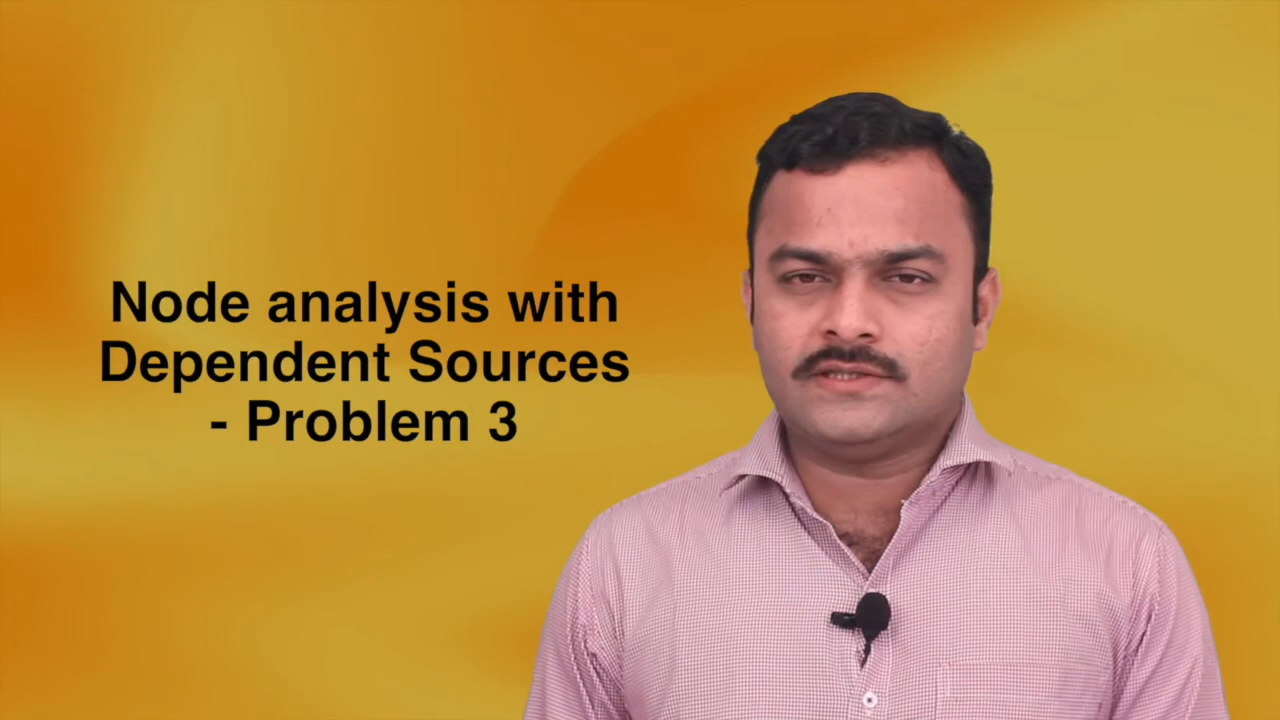 Node analysis with
Dependent Sources
- Problem 3